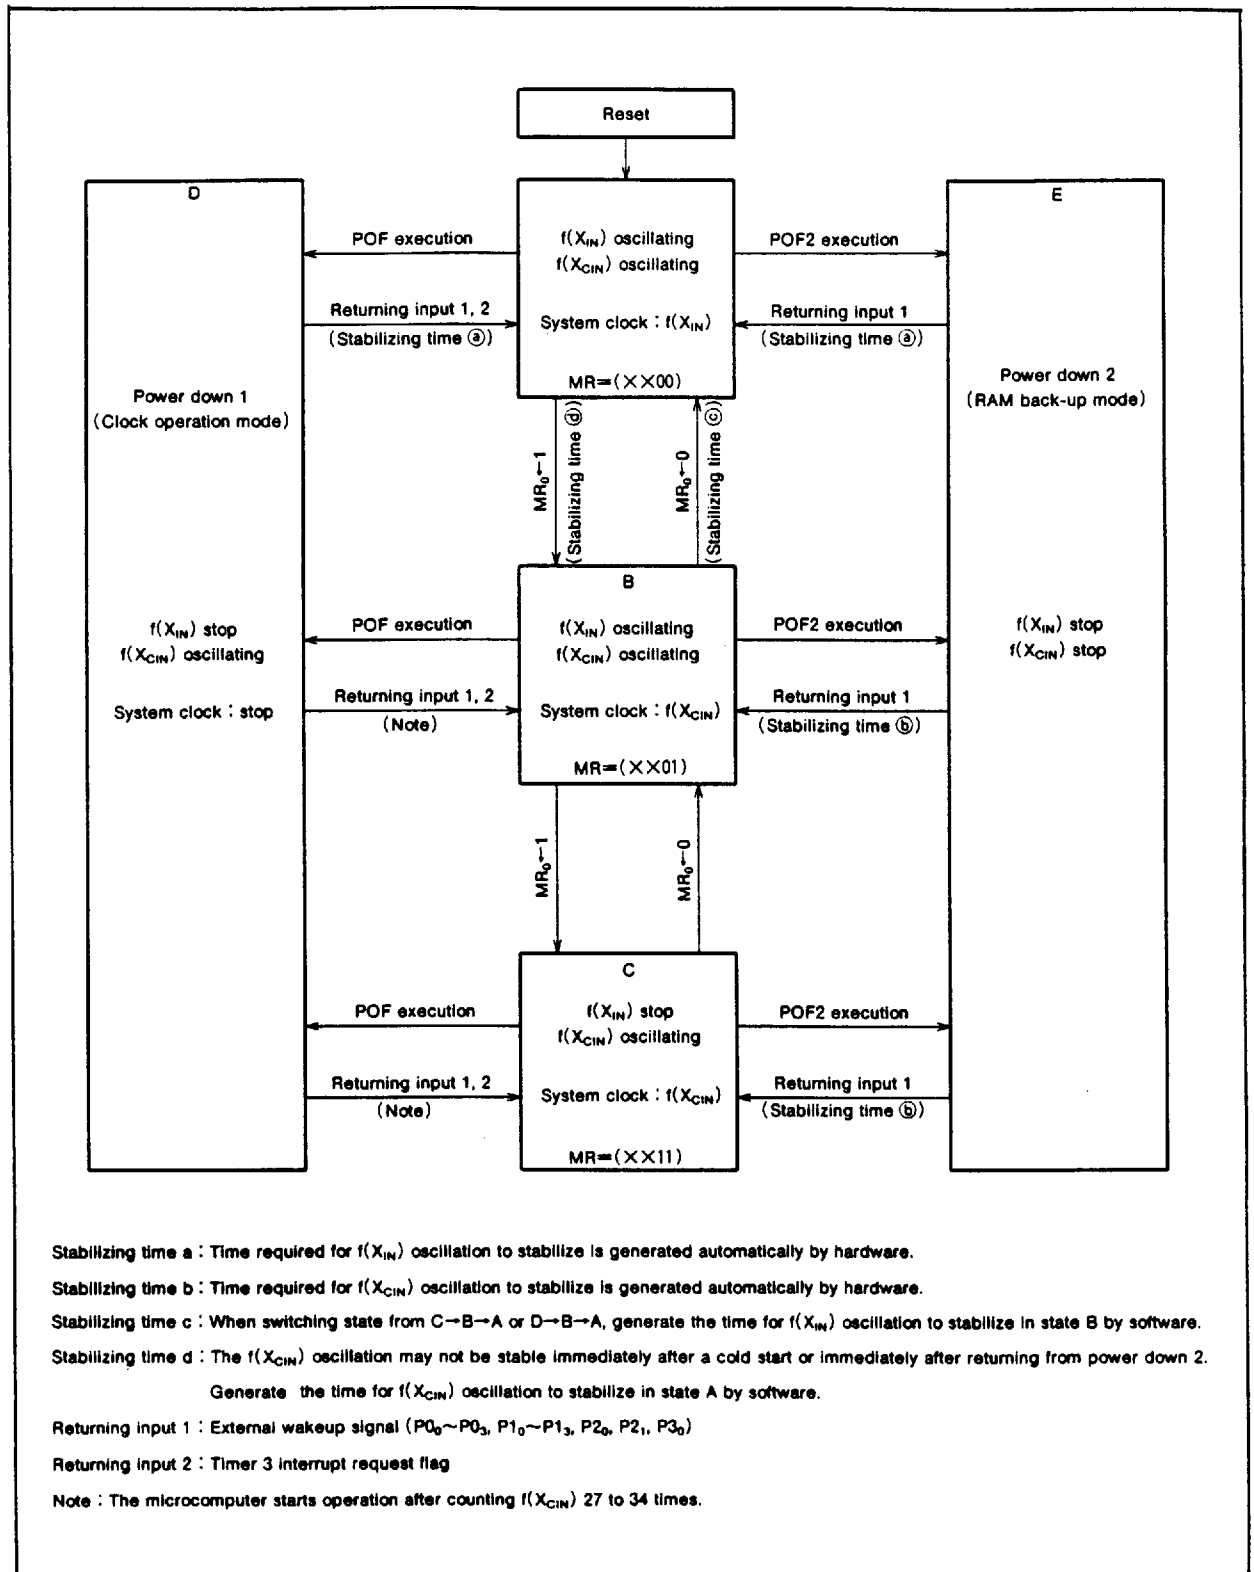 Reset
D
E
POF execution
f(XIN) oscillating
f(XCIN) oscillating
POF2 execution
Returning input 1, 2
(Stabilizing time ⓐ)
System clock : f(XIN)
Returning input 1
(Stabilizing time ⓐ)
MR=(××00)
Power down 1
(Clock operation mode)
Power down 2
(RAM back-up mode)
MR0←1
(Stabilizing time ⓓ)
MR0←0
(Stabilizing time ⓒ)
B
f(XIN) stop
f(XCIN) oscillating
System clock : stop
POF execution
f(XIN) oscillating
f(XCIN) oscillating
POF2 execution
f(XIN) stop
f(XCIN) stop
Returning input 1, 2
(Note)
System clock : f(XCIN)
Returning input 1
(Stabilizing time ⓑ)
MR=(××01)
MR0←1
MR0←0
C
POF execution
f(XIN) stop
f(XCIN) oscillating
POF2 execution
Returning input 1, 2
(Note)
System clock : f(XCIN)
Returning input 1
(Stabilizing time ⓑ)
MR=(××11)
Stabilizing time a : Time required for f(XIN) oscillation to stabilize is generated automatically by hardware.
Stabilizing time b : Time required for f(XCIN) oscillation to stabilize is generated automatically by hardware.
Stabilizing time c : When switching state from C→B→A or D→B→A, generate the time for f(XIN) oscillation to stabilize in state B by software.
Stabilizing time d : The f(XCIN) oscillation may not be stable immediately after a cold start or immediately after returning from power down 2.
Generate the time for f(XCIN) oscillation to stabilize in state A by software.
Returning input 1 : External wakeup signal (P00~P03, P10~P13, P20, P21, P30)
Returning input 2 : Timer 3 interrupt request flag
Note : The microcomputer starts operation after counting f(XCIN) 27 to 34 times.